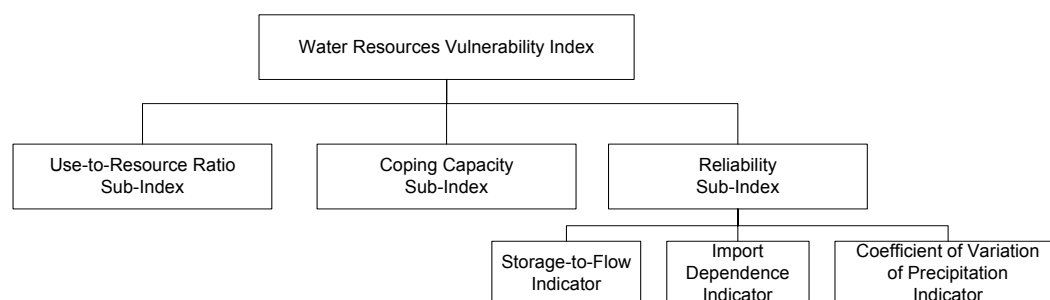 Water Resources Vulnerability Index
Use-to-Resource Ratio
Sub-Index
Coping Capacity
Sub-Index
Reliability
Sub-Index
Storage-to-Flow
Indicator
Import
Dependence
Indicator
Coefficient of Variation
of Precipitation
Indicator